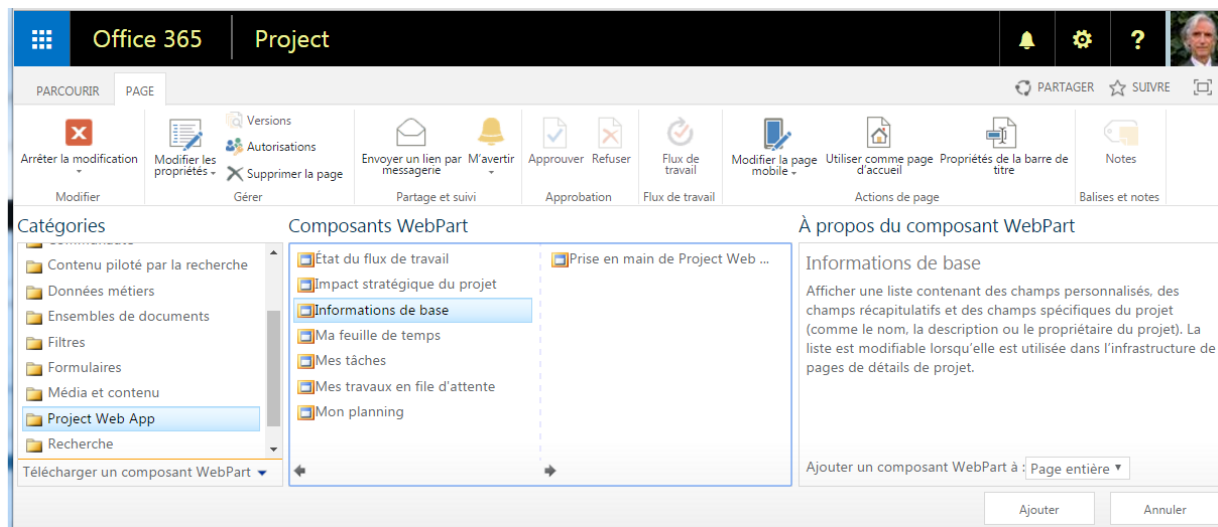 Office 365 Project
?
PARCOURIR PAGE
PARTAGER SUIVRE
Arrêter la modification
Modifier les propriétés
Versions
Autorisations
Supprimer la page
Envoyer un lien par messagerie
M'avertir
Approuver Refuser
Flux de travail
Modifier la page mobile
Utiliser comme page d'accueil
Propriétés de la barre de titre
Notes
Modifier Gérer Partage et suivi Approbation Flux de travail Actions de page Balises et notes
Catégories
Contenu piloté par la recherche
Données métiers
Ensembles de documents
Filtres
Formulaires
Média et contenu
Project Web App
Recherche
Télécharger un composant WebPart
Composants WebPart
État du flux de travail
Impact stratégique du projet
Informations de base
Ma feuille de temps
Mes tâches
Mes travaux en file d'attente
Mon planning
Prise en main de Project Web ...
À propos du composant WebPart
Informations de base
Afficher une liste contenant des champs personnalisés, des
champs récapitulatifs et des champs spécifiques du projet
(comme le nom, la description ou le propriétaire du projet). La
liste est modifiable lorsqu'elle est utilisée dans l'infrastructure de
pages de détails de projet.
Ajouter un composant WebPart à : Page entière
Ajouter Annuler